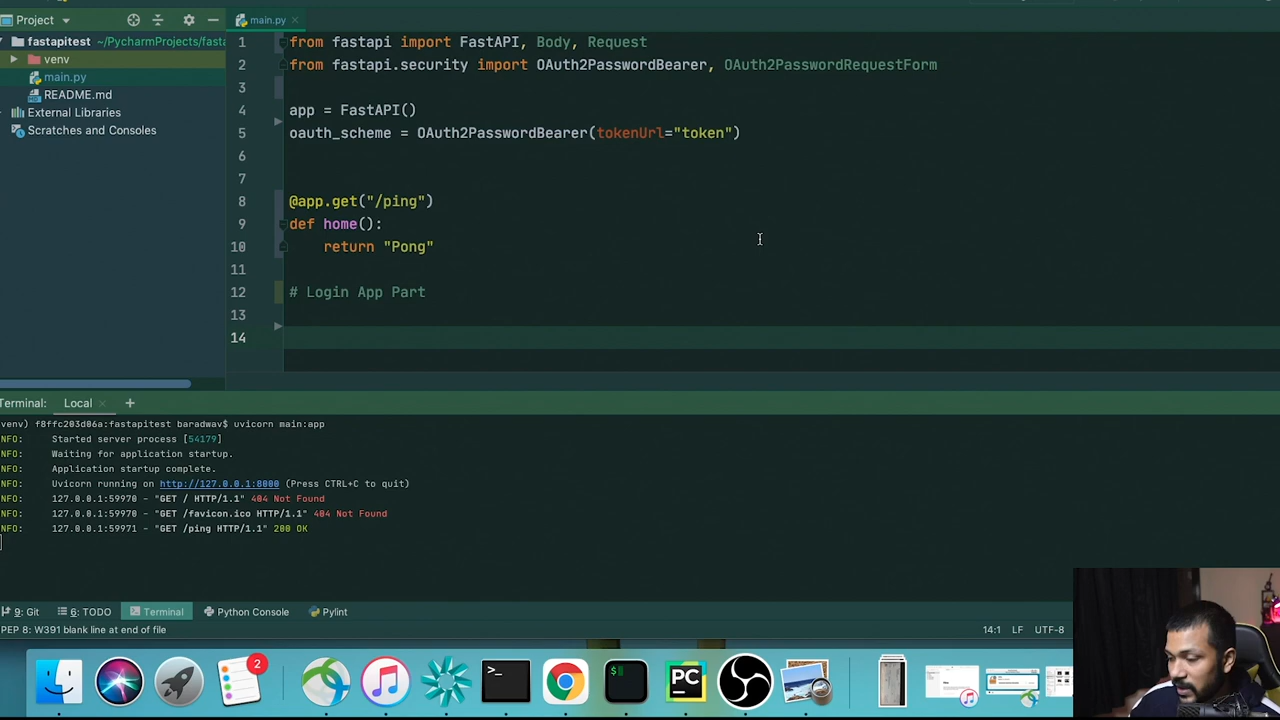 Project
main.py
fastapitest ~/PycharmProjects/fasta
venv
main.py
README.md
External Libraries
Scratches and Consoles
1 from fastapi import FastAPI, Body, Request
2 from fastapi.security import OAuth2PasswordBearer, OAuth2PasswordRequestForm
3
4 app = FastAPI()
5 oauth_scheme = OAuth2PasswordBearer(tokenUrl="token")
6
7
8 @app.get("/ping")
9 def home():
10 return "Pong"
11
12 # Login App Part
13
14
Terminal: Local
venv) f8ffc203d06a:fastapitest baradwav$ uvicorn main:app
NFO: Started server process [54179]
NFO: Waiting for application startup.
NFO: Application startup complete.
NFO: Uvicorn running on http://127.0.0.1:8000 (Press CTRL+C to quit)
NFO: 127.0.0.1:59970 - "GET / HTTP/1.1" 404 Not Found
NFO: 127.0.0.1:59970 - "GET /favicon.ico HTTP/1.1" 404 Not Found
NFO: 127.0.0.1:59971 - "GET /ping HTTP/1.1" 200 OK
9: Git 6: TODO Terminal Python Console Pylint
PEP 8: W391 blank line at end of file 14:1 LF UTF-8
2
PC